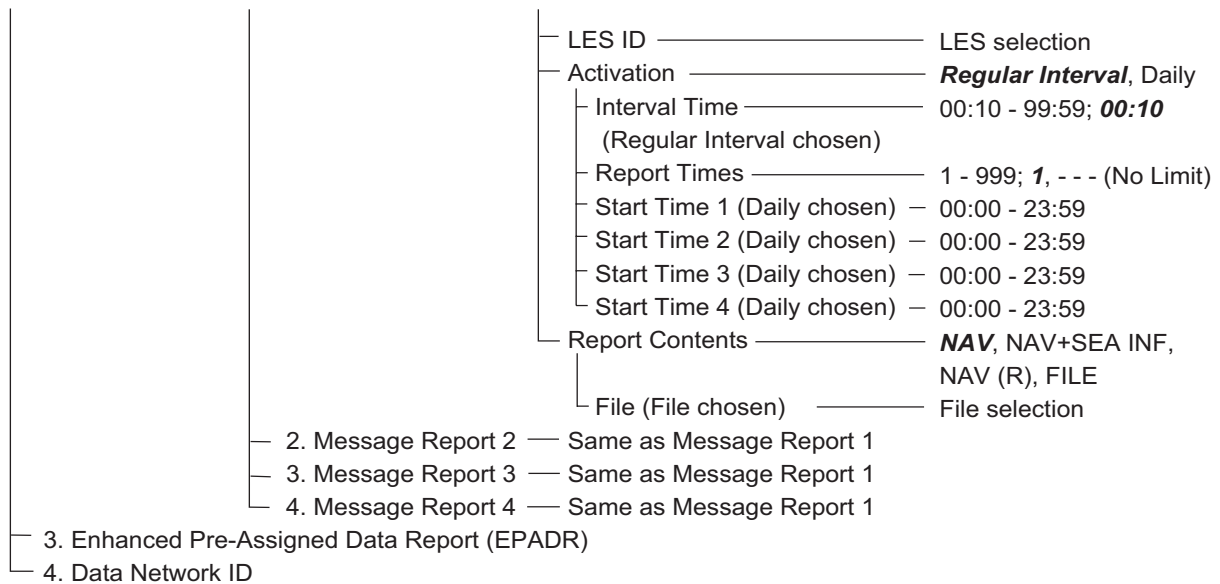 LES ID LES selection
Activation Regular Interval, Daily
Interval Time 00:10 - 99:59; 00:10
(Regular Interval chosen)
Report Times 1 - 999; 1, - - - (No Limit)
Start Time 1 (Daily chosen) 00:00 - 23:59
Start Time 2 (Daily chosen) 00:00 - 23:59
Start Time 3 (Daily chosen) 00:00 - 23:59
Start Time 4 (Daily chosen) 00:00 - 23:59
Report Contents NAV, NAV+SEA INF,
NAV (R), FILE
File (File chosen) File selection
2. Message Report 2 Same as Message Report 1
3. Message Report 3 Same as Message Report 1
4. Message Report 4 Same as Message Report 1
3. Enhanced Pre-Assigned Data Report (EPADR)
4. Data Network ID